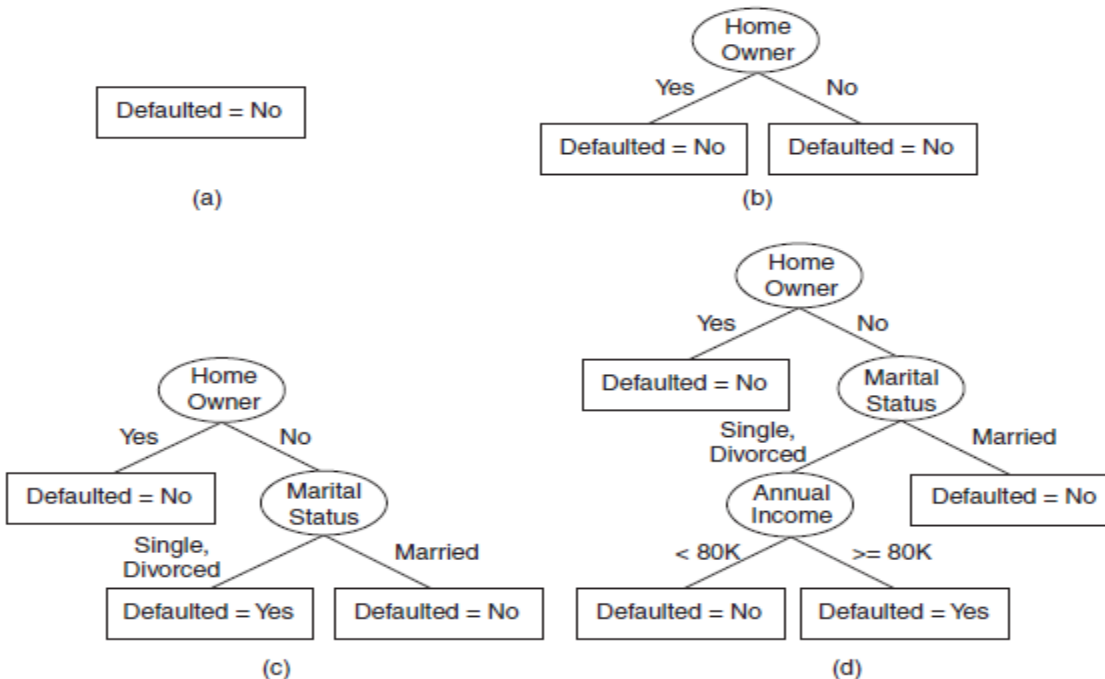 Defaulted = No
(a)
Home
Owner
Yes
No
Defaulted = No
Defaulted = No
(b)
Home
Owner
Yes
No
Defaulted = No
Marital
Status
Single,
Divorced
Married
Defaulted = Yes
Defaulted = No
(c)
Home
Owner
Yes
No
Defaulted = No
Marital
Status
Single,
Divorced
Married
Annual
Income
Defaulted = No
< 80K
>= 80K
Defaulted = No
Defaulted = Yes
(d)